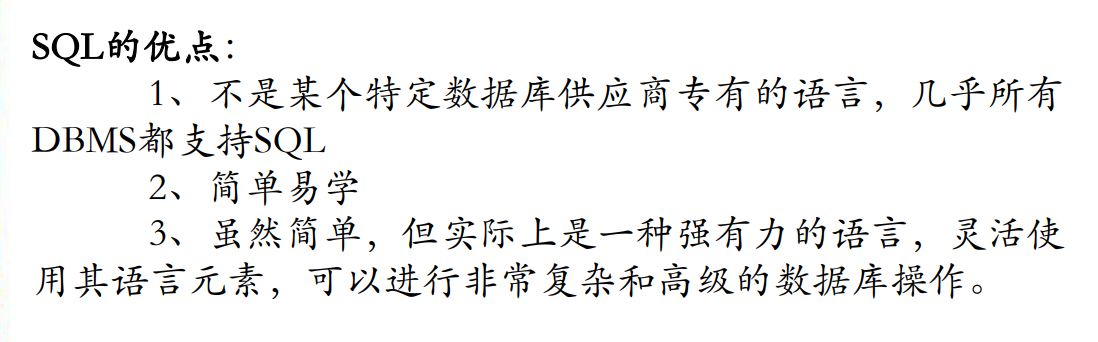 SQL的优点：
1、不是某个特定数据库供应商专有的语言，几乎所有
DBMS都支持SQL
2、简单易学
3、虽然简单，但实际上是一种强有力的语言，灵活使
用其语言元素，可以进行非常复杂和高级的数据库操作。